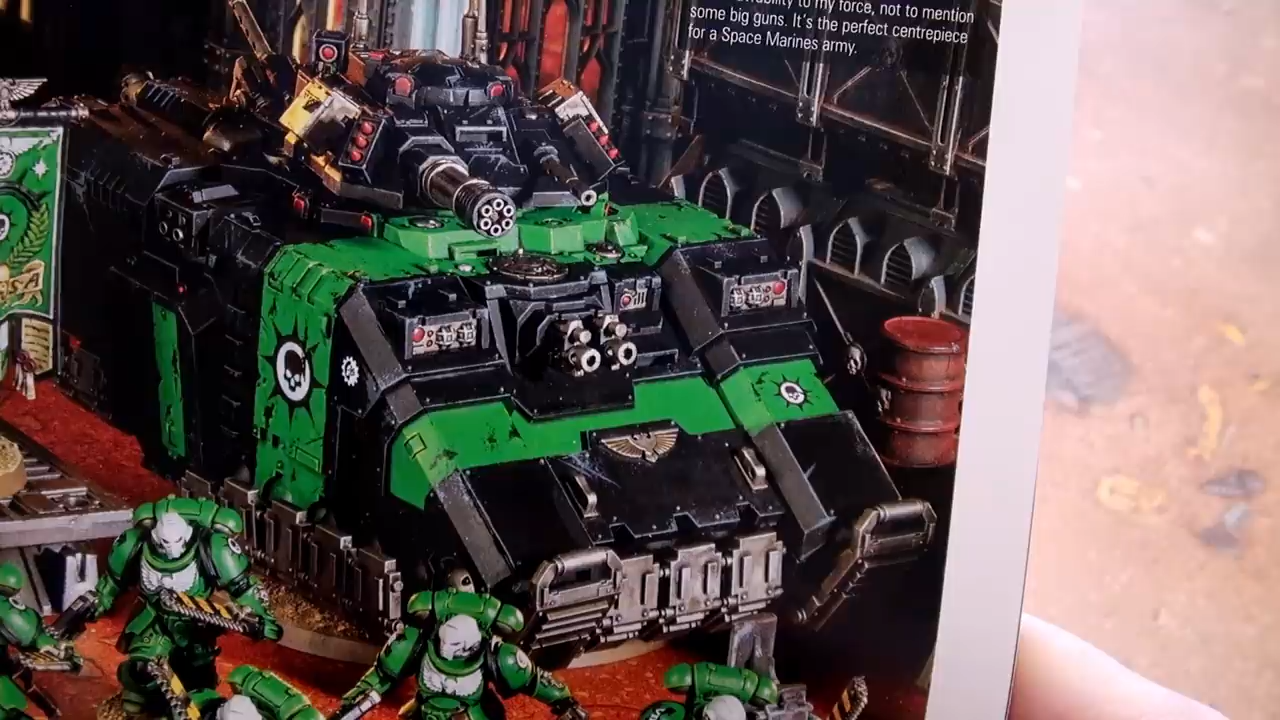 to my force, not to mention
some big guns. It's the perfect centrepiece
for a Space Marines army.